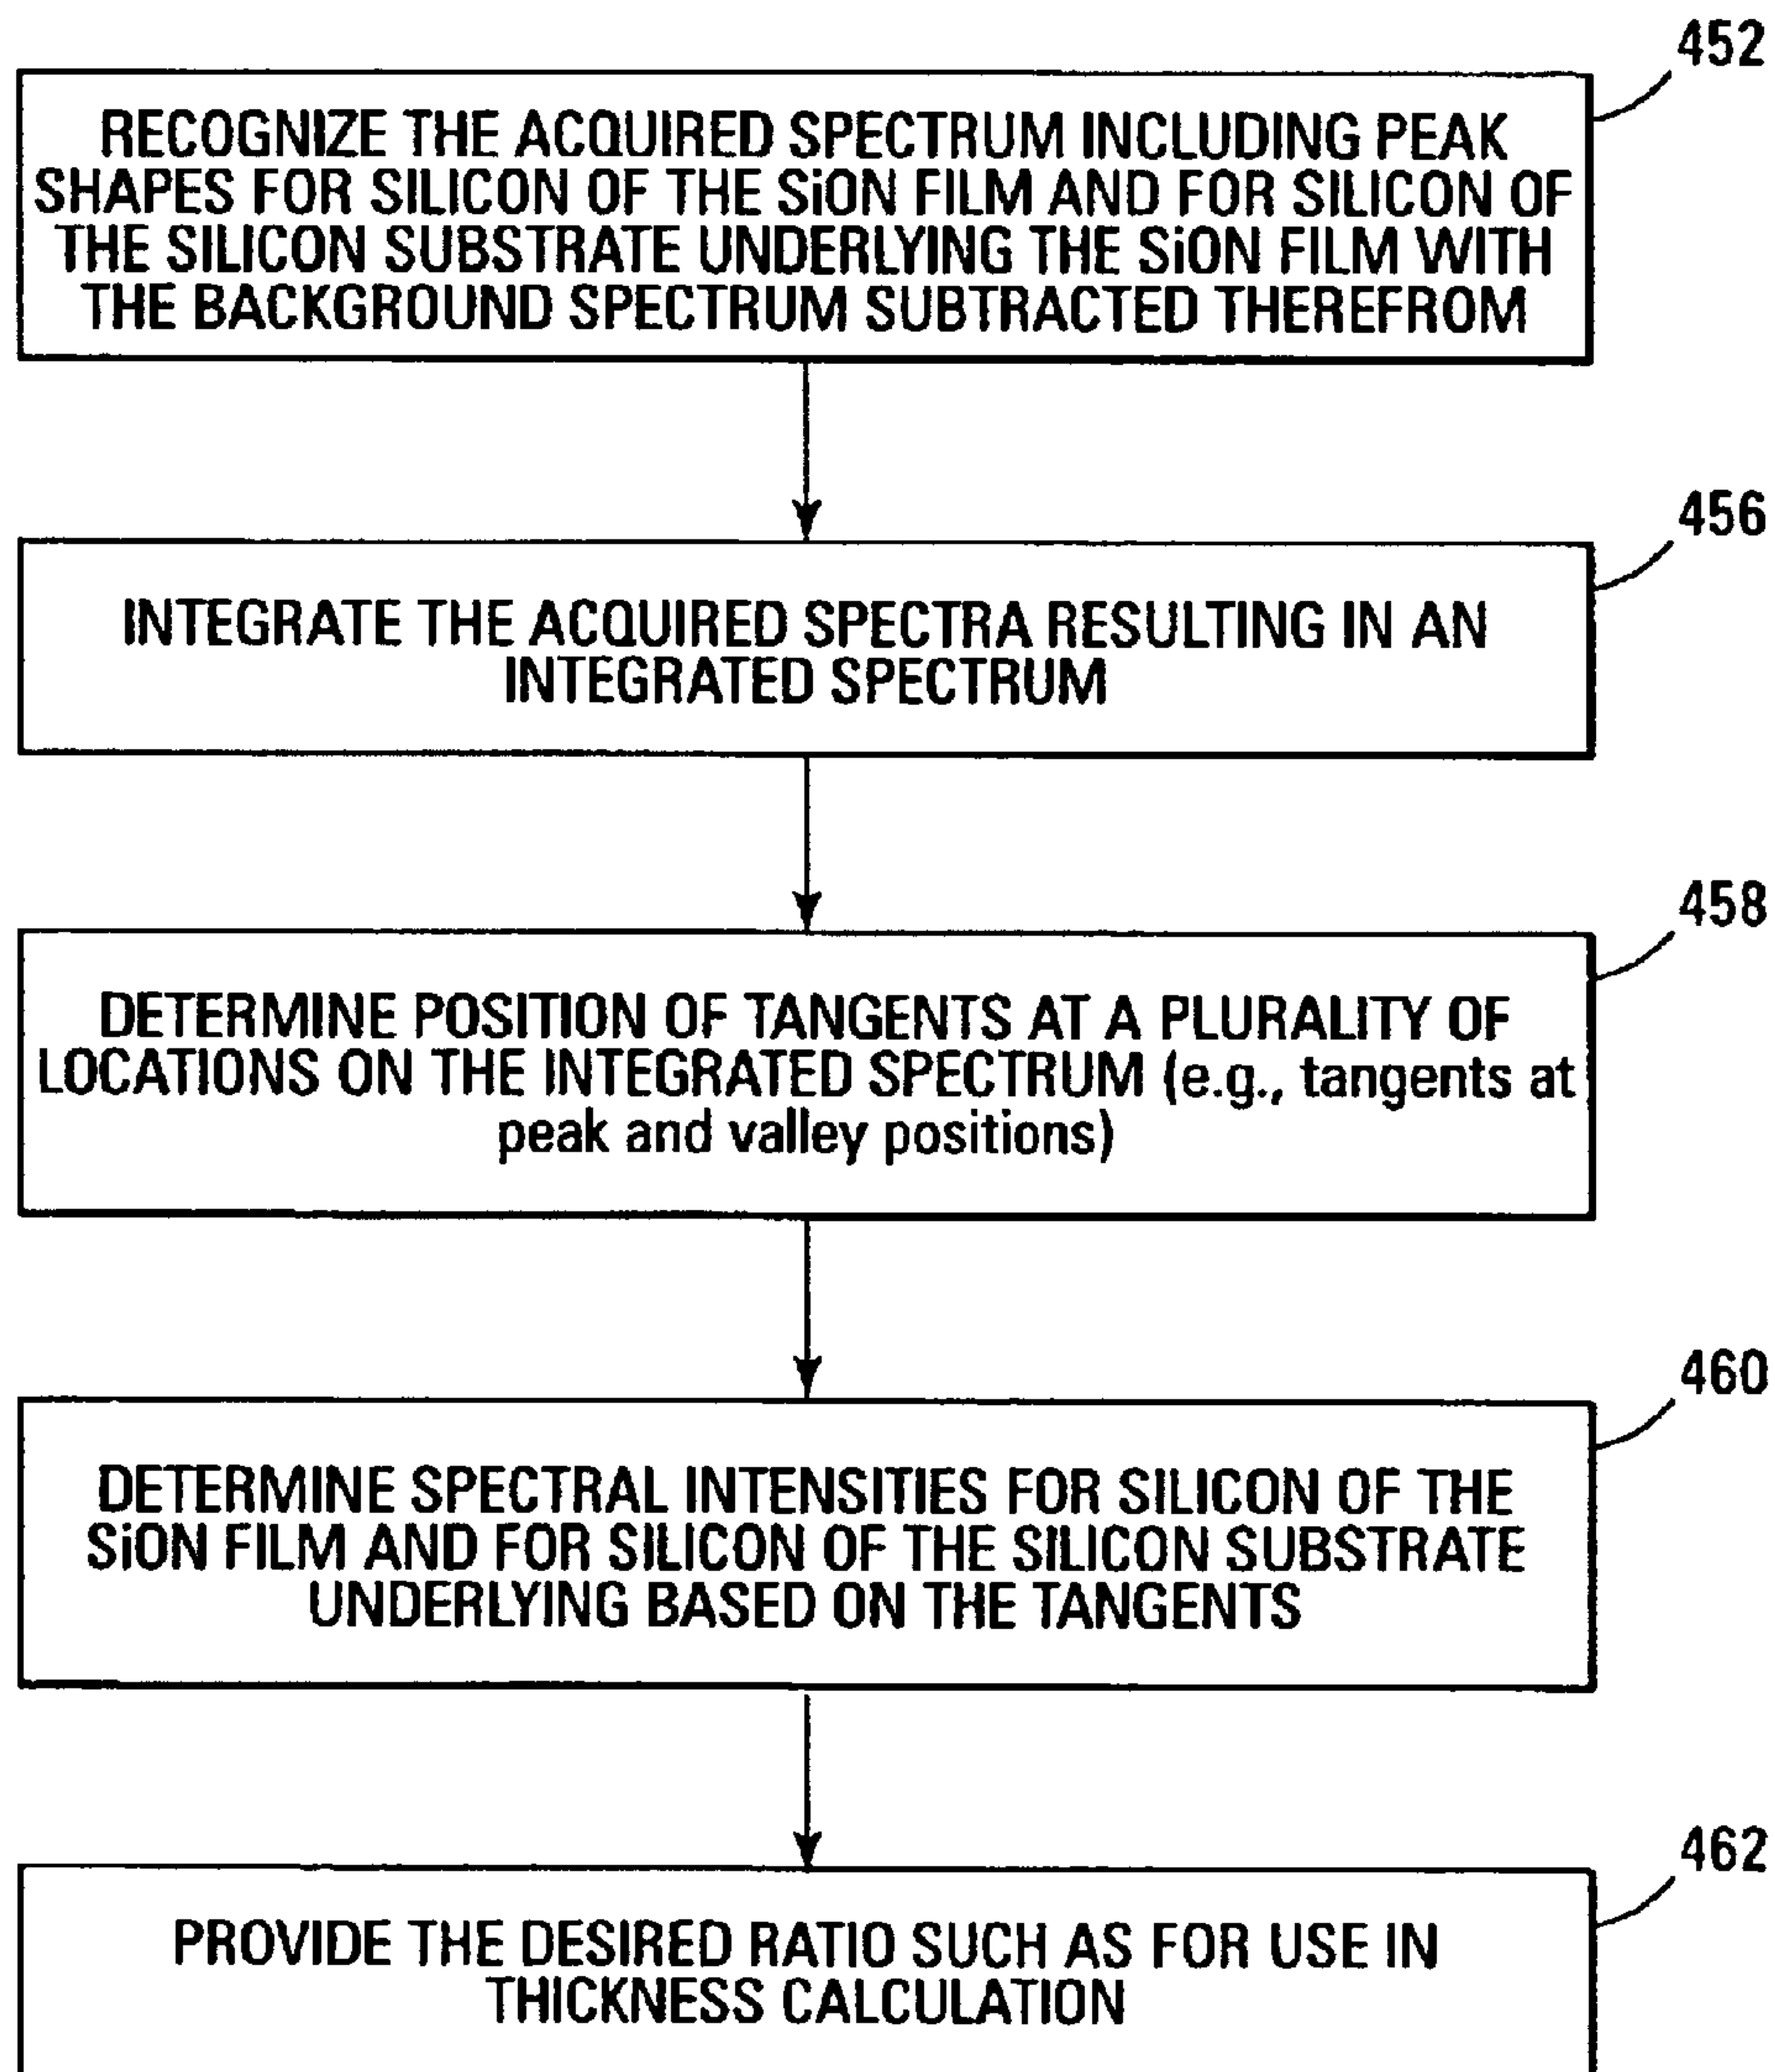 452
RECOGNIZE THE ACQUIRED SPECTRUM INCLUDING PEAK
SHAPES FOR SILICON OF THE SiON FILM AND FOR SILICON OF
THE SILICON SUBSTRATE UNDERLYING THE SiON FILM WITH
THE BACKGROUND SPECTRUM SUBTRACTED THEREFROM
456
INTEGRATE THE ACQUIRED SPECTRA RESULTING IN AN
INTEGRATED SPECTRUM
458
DETERMINE POSITION OF TANGENTS AT A PLURALITY OF
LOCATIONS ON THE INTEGRATED SPECTRUM (e.g., tangents at
peak and valley positions)
460
DETERMINE SPECTRAL INTENSITIES FOR SILICON OF THE
SiON FILM AND FOR SILICON OF THE SILICON SUBSTRATE
UNDERLYING BASED ON THE TANGENTS
462
PROVIDE THE DESIRED RATIO SUCH AS FOR USE IN
THICKNESS CALCULATION